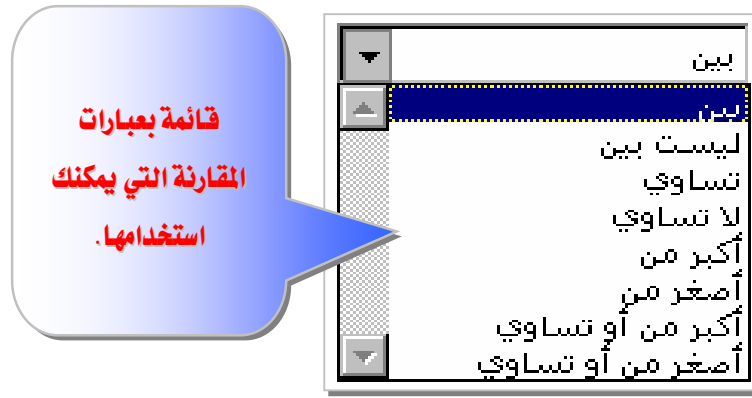 قائمة بعبارات
المقارنة التي يمكنك
استخدامها.
بين
بين
ليست بين
تساوي
لا تساوي
أكبر من
أصغر من
أكبر من أو تساوي
أصغر من أو تساوي